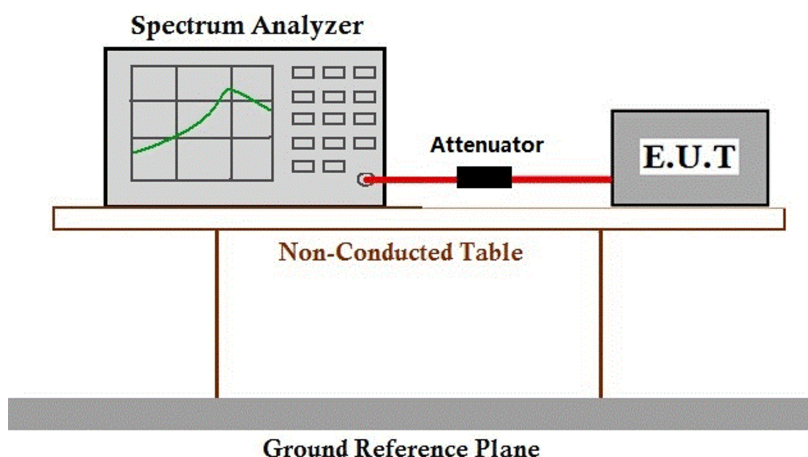 Spectrum Analyzer
Attenuator
E.U.T
Non-Conducted Table
Ground Reference Plane